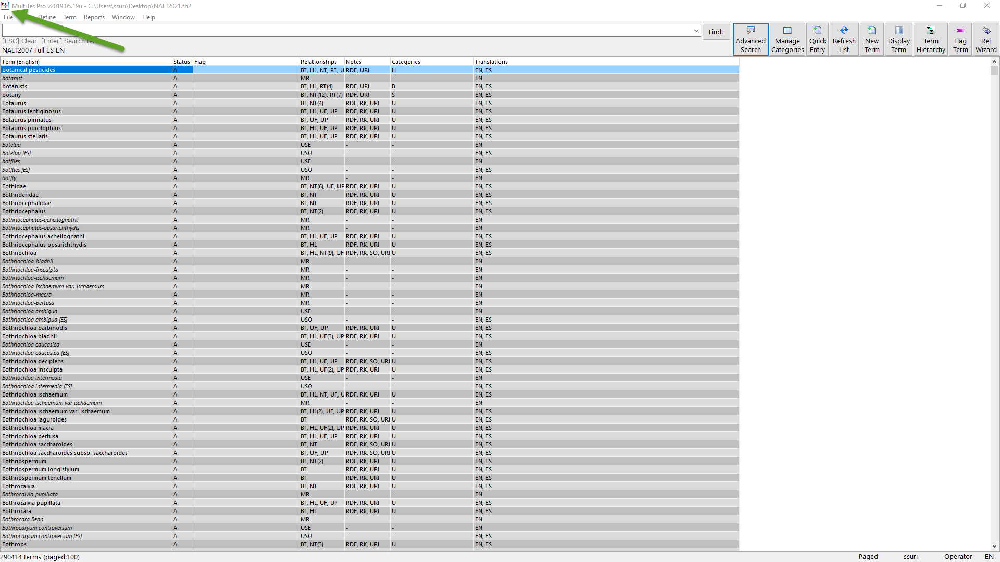 MultiTes Pro v2019.05.19u - C:\Users\ssuri\Desktop\NALT2021.th2
File Define Term Reports Window Help
Find!
Advanced Search
Manage Categories
Quick Entry
Refresh List
New Term
Display Term
Term Hierarchy
Flag Term
Rel Wizard
[ESC] Clear [Enter] Search
NALT2007 Full ES EN
Term (English) Status Flag Relationships Notes Categories Translations
botanical pesticides A BT, HL, NT, RT, U RDF, URI H EN, ES
botanist A MR - - EN
botanists A BT, HL, RT(4) RDF, URI B EN, ES
botany A BT, NT(12), RT(7) RDF, URI S EN, ES
Botaurus A BT, NT(4) RDF, RK, URI U EN, ES
Botaurus lentiginosus A BT, HL, UF, UP RDF, RK, URI U EN, ES
Botaurus pinnatus A BT, UF, UP RDF, RK, URI U EN, ES
Botaurus poiciloptilus A BT, HL, UF, UP RDF, RK, URI U EN, ES
Botaurus stellaris A BT, HL, UF, UP RDF, RK, URI U EN, ES
Botelua A USE - - EN
Botelua [ES] A USO - - EN, ES
botflies A USE - - EN
botflies [ES] A USO - - EN, ES
botfly A MR - - EN
Bothidae A BT, NT(6), UF, UP RDF, RK, URI U EN, ES
Bothrideridae A BT, NT RDF, RK, URI U EN, ES
Bothriocephalidae A BT, NT RDF, RK, URI U EN, ES
Bothriocephalus A BT, NT(2) RDF, RK, URI U EN, ES
Bothriocephalus-acheilognathi A MR - - EN
Bothriocephalus-opsarichthydis A MR - - EN
Bothriocephalus acheilognathi A BT, HL, UF, UP RDF, RK, URI U EN, ES
Bothriocephalus opsarichthydis A BT, HL RDF, RK, URI U EN, ES
Bothriochloa A BT, HL, NT(9), UF RDF, RK, SO, URI U EN, ES
Bothriochloa-bladhii A MR - - EN
Bothriochloa-insculpta A MR - - EN
Bothriochloa-ischaemum A MR - - EN
Bothriochloa-ischaemum-var.-ischaemum A MR - - EN
Bothriochloa-macra A MR - - EN
Bothriochloa-pertusa A MR - - EN
Bothriochloa ambigua A USE - - EN
Bothriochloa ambigua [ES] A USO - - EN, ES
Bothriochloa barbinodis A BT, UF, UP RDF, RK, URI U EN, ES
Bothriochloa bladhii A BT, HL, UF(3), UP RDF, RK, URI U EN, ES
Bothriochloa caucasica A USE - - EN
Bothriochloa caucasica [ES] A USO - - EN, ES
Bothriochloa decipiens A BT, HL, UF, UP RDF, RK, SO, URI U EN, ES
Bothriochloa insculpta A BT, HL, UF(2), UP RDF, RK, URI U EN, ES
Bothriochloa intermedia A USE - - EN
Bothriochloa intermedia [ES] A USO - - EN, ES
Bothriochloa ischaemum A BT, HL, NT, UF, U RDF, RK, URI U EN, ES
Bothriochloa ischaemum var ischaemum A MR - - EN
Bothriochloa ischaemum var. ischaemum A BT, HL(2), UF, UP RDF, RK, URI U EN, ES
Bothriochloa laguroides A BT RDF, RK, SO, URI U EN, ES
Bothriochloa macra A BT, HL, UF(2), UP RDF, RK, URI U EN, ES
Bothriochloa pertusa A BT, HL, UF, UP RDF, RK, URI U EN, ES
Bothriochloa saccharoides A BT, NT RDF, RK, SO, URI U EN, ES
Bothriochloa saccharoides subsp. saccharoides A BT, UF, UP RDF, RK, SO, URI U EN, ES
Bothriospermum A BT, NT(2) RDF, RK, URI U EN, ES
Bothriospermum longistylum A BT RDF, RK, URI U EN, ES
Bothriospermum tenellum A BT RDF, RK, URI U EN, ES
Bothrocalvia A BT, NT RDF, RK, URI U EN, ES
Bothrocalvia-pupillata A MR - - EN
Bothrocalvia pupillata A BT, HL, UF, UP RDF, RK, URI U EN, ES
Bothrocara A BT, HL RDF, RK, URI U EN, ES
Bothrocara Bean A MR - - EN
Bothrocaryum controversum A USE - - EN
Bothrocaryum controversum [ES] A USO - - EN, ES
Bothrops A BT, NT(3) RDF, RK, URI U EN, ES
290414 terms (paged:100) Paged ssuri Operator EN